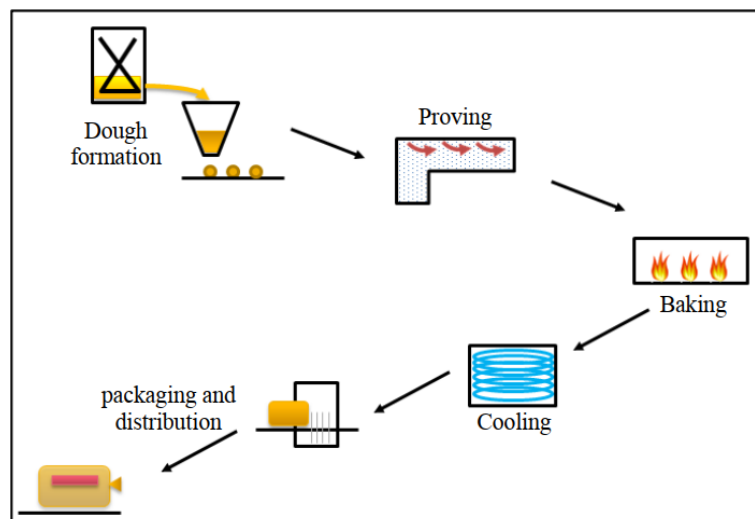 Dough
formation
Proving
Baking
Cooling
packaging and
distribution